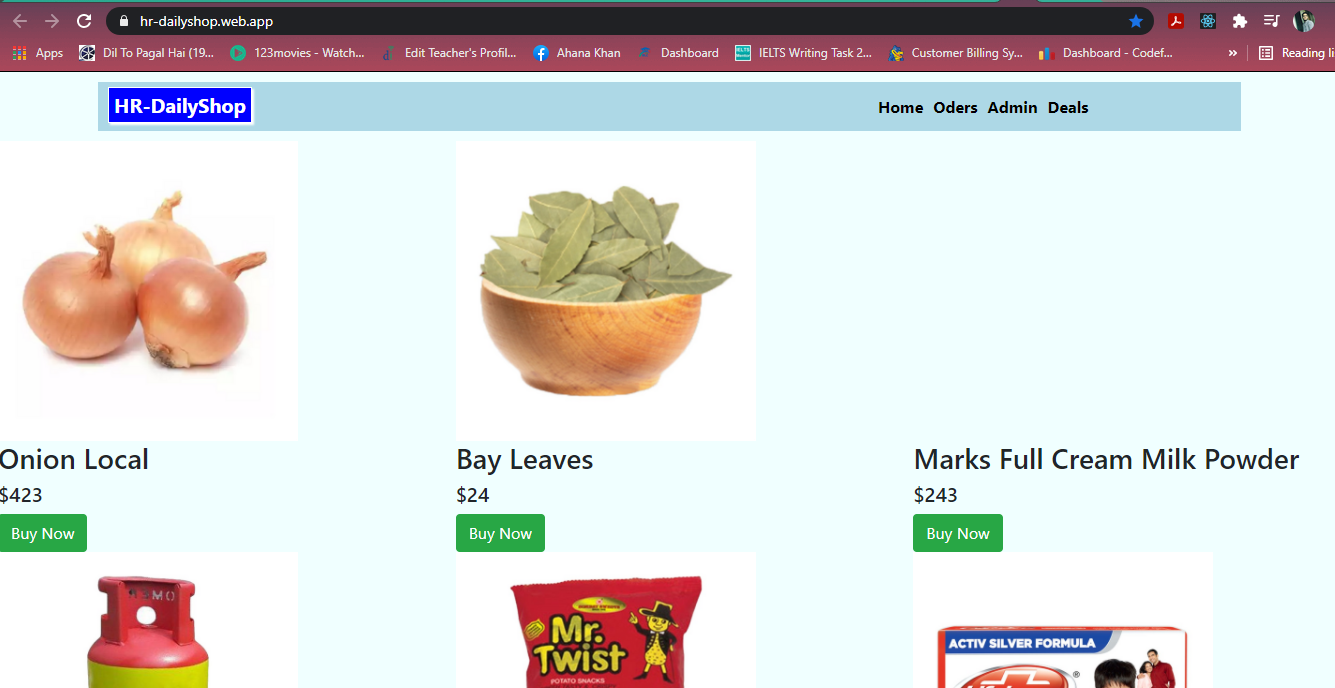 hr-dailyshop.web.app
Apps Dil To Pagal Hai (19... 123movies - Watch... Edit Teacher's Profil... Ahana Khan Dashboard IELTS Writing Task 2... Customer Billing Sy... Dashboard - Codef... » Reading li
HR-DailyShop Home Oders Admin Deals
Onion Local Bay Leaves Marks Full Cream Milk Powder
$423 $24 $243
Buy Now Buy Now Buy Now
Mr.
Twist
POTATO SNACKS
ACTIV SILVER FORMULA